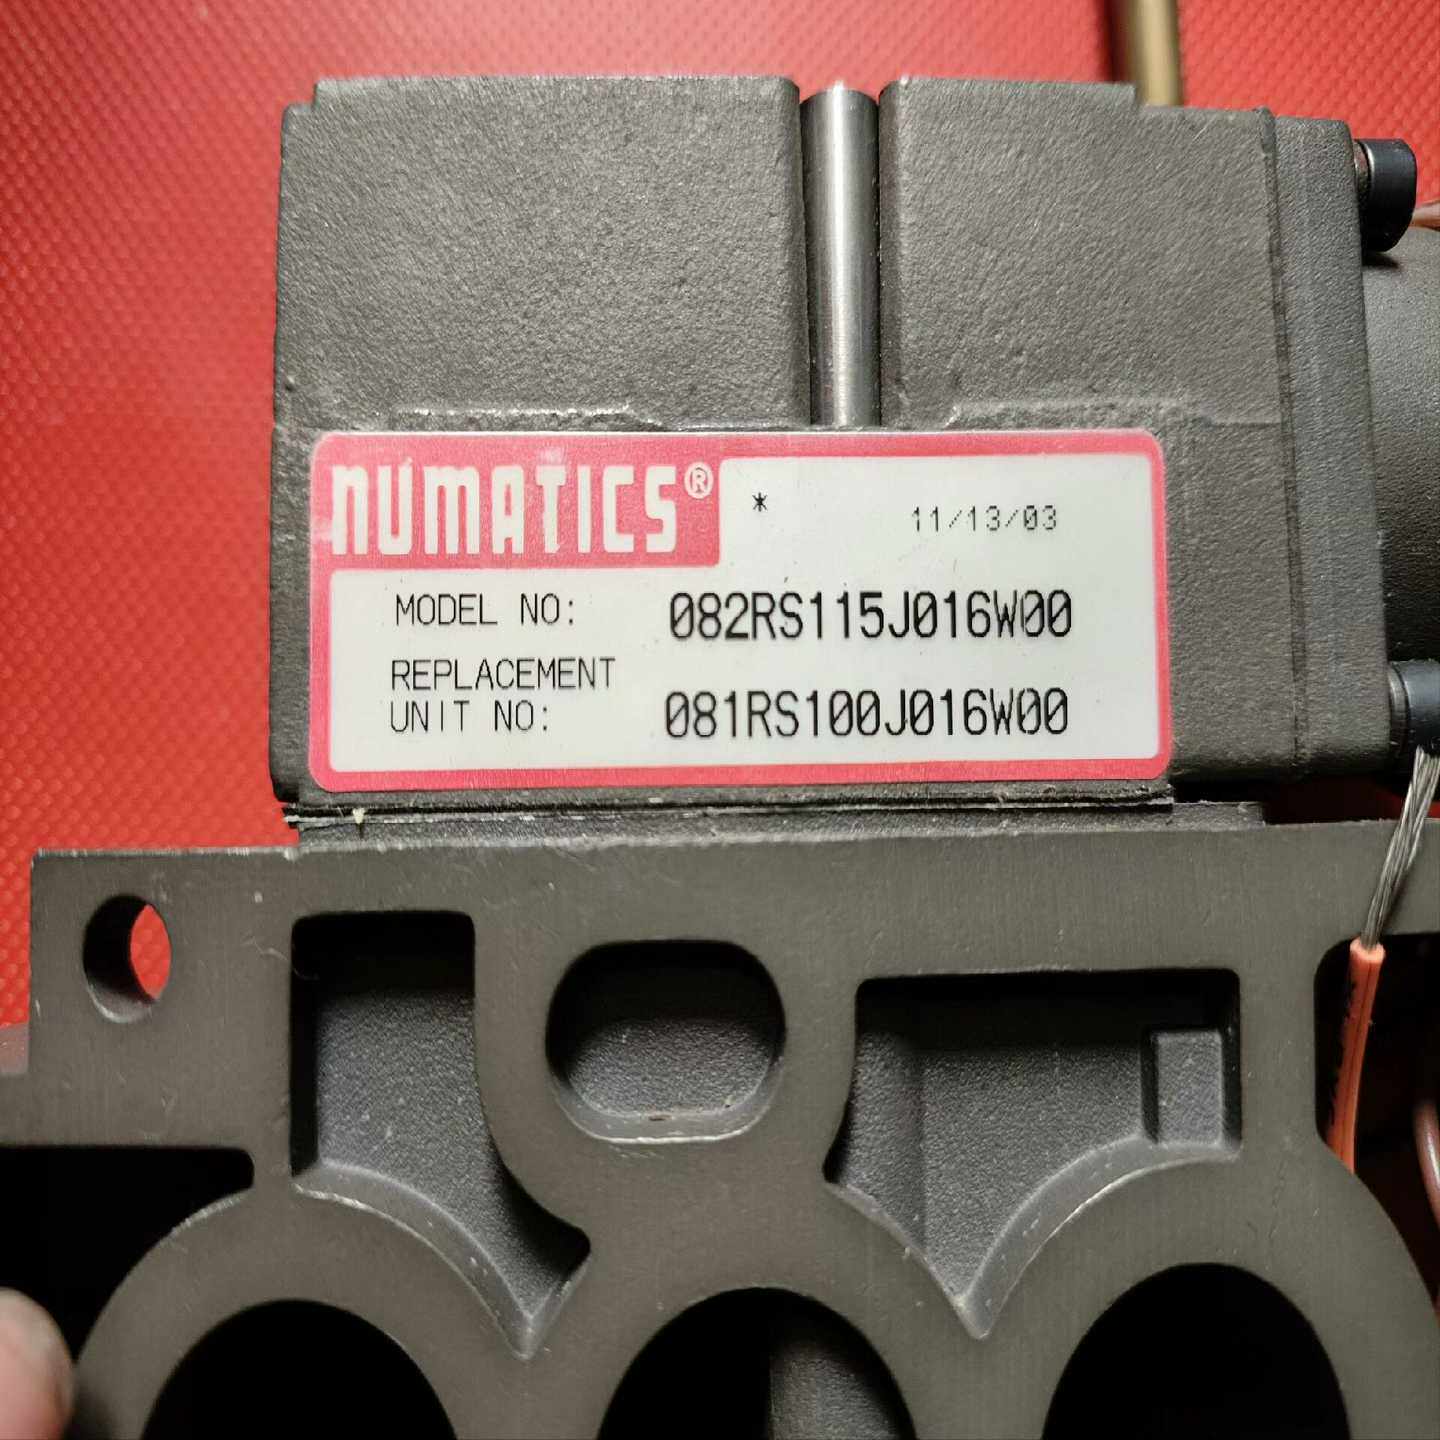 NUMATICS®
* 11/13/03
MODEL NO: 082RS115J016W00
REPLACEMENT
UNIT NO: 081RS100J016W00